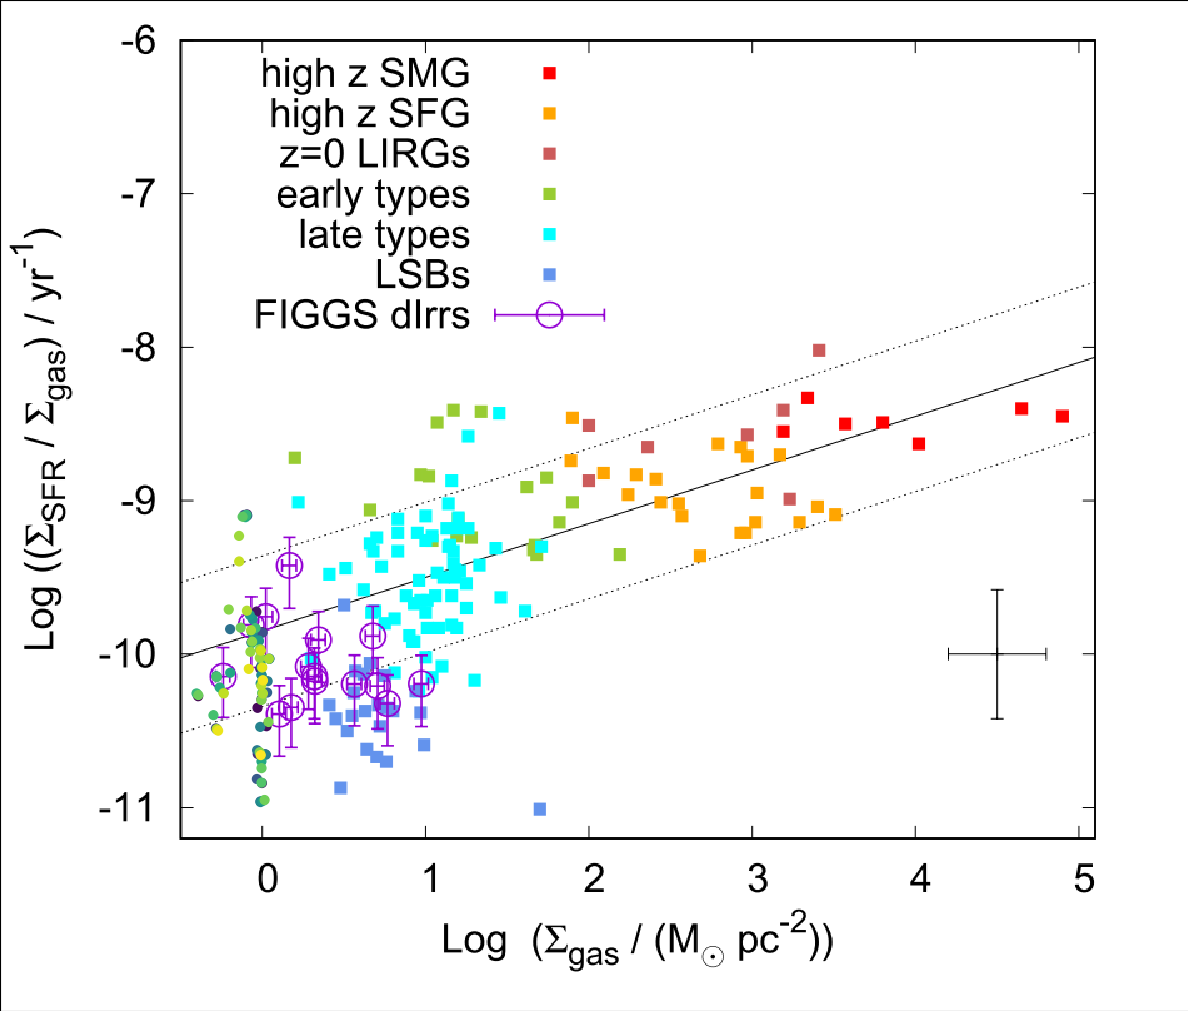 -6
-7
-8
-9
-10
-11
Log ((Σ_SFR / Σ_gas) / yr^-1)
high z SMG
high z SFG
z=0 LIRGs
early types
late types
LSBs
FIGGS dIrrs
0 1 2 3 4 5
Log (Σ_gas / (M_⊙ pc^-2))